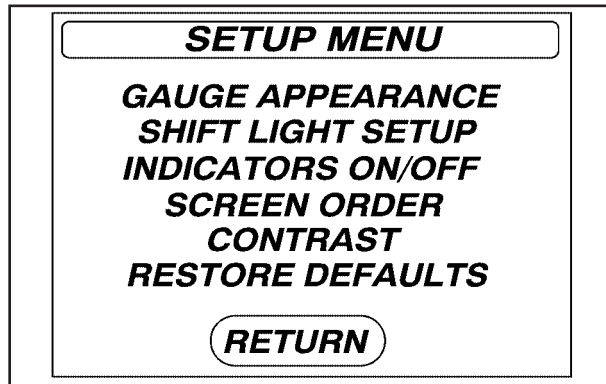 SETUP MENU
GAUGE APPEARANCE
SHIFT LIGHT SETUP
INDICATORS ON/OFF
SCREEN ORDER
CONTRAST
RESTORE DEFAULTS
RETURN